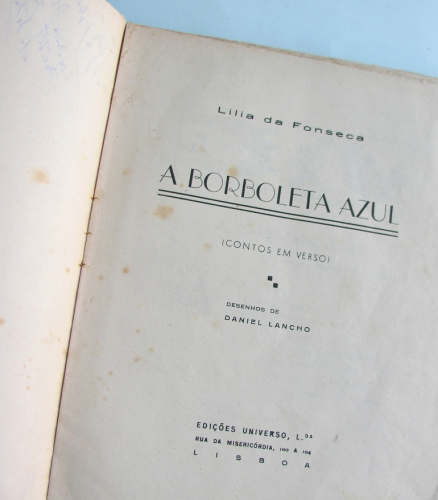 Lilia da Fonseca
A BORBOLETA AZUL
(CONTOS EM VERSO)
DESENHOS DE
DANIEL LANCHO
EDIÇÕES UNIVERSO, L.DA
RUA DA MISERICÓRDIA, 100 A 104
LISBOA